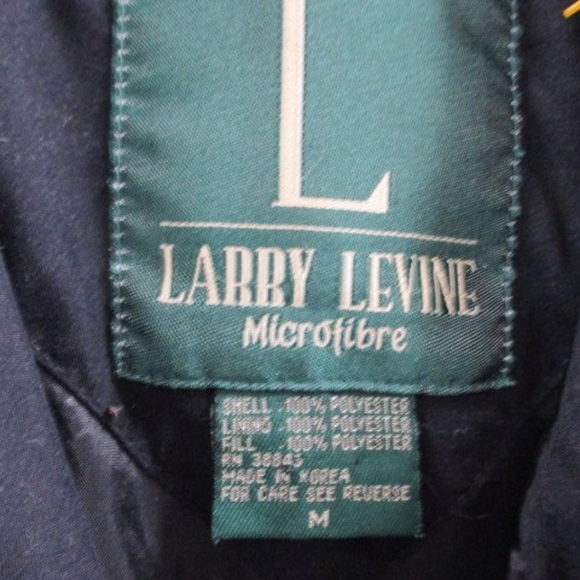 L
LARRY LEVINE
Microfibre
SHELL 100% POLYESTER
LINING 100% POLYESTER
FILL 100% POLYESTER
RN 38843
MADE IN KOREA
FOR CARE SEE REVERSE
M